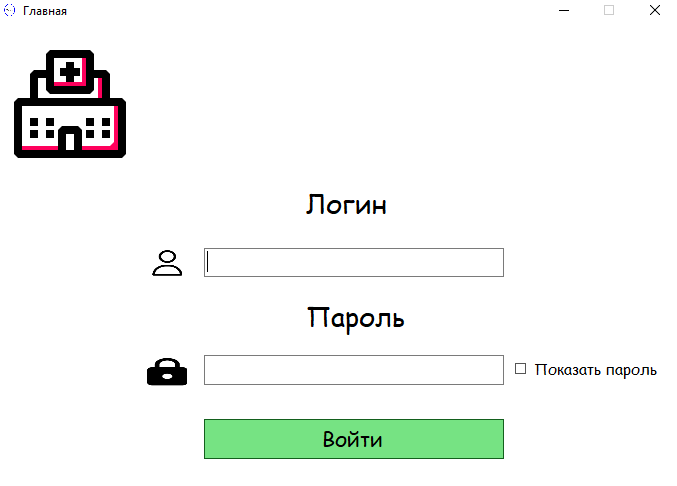 Главная
Логин
Пароль
Показать пароль
Войти